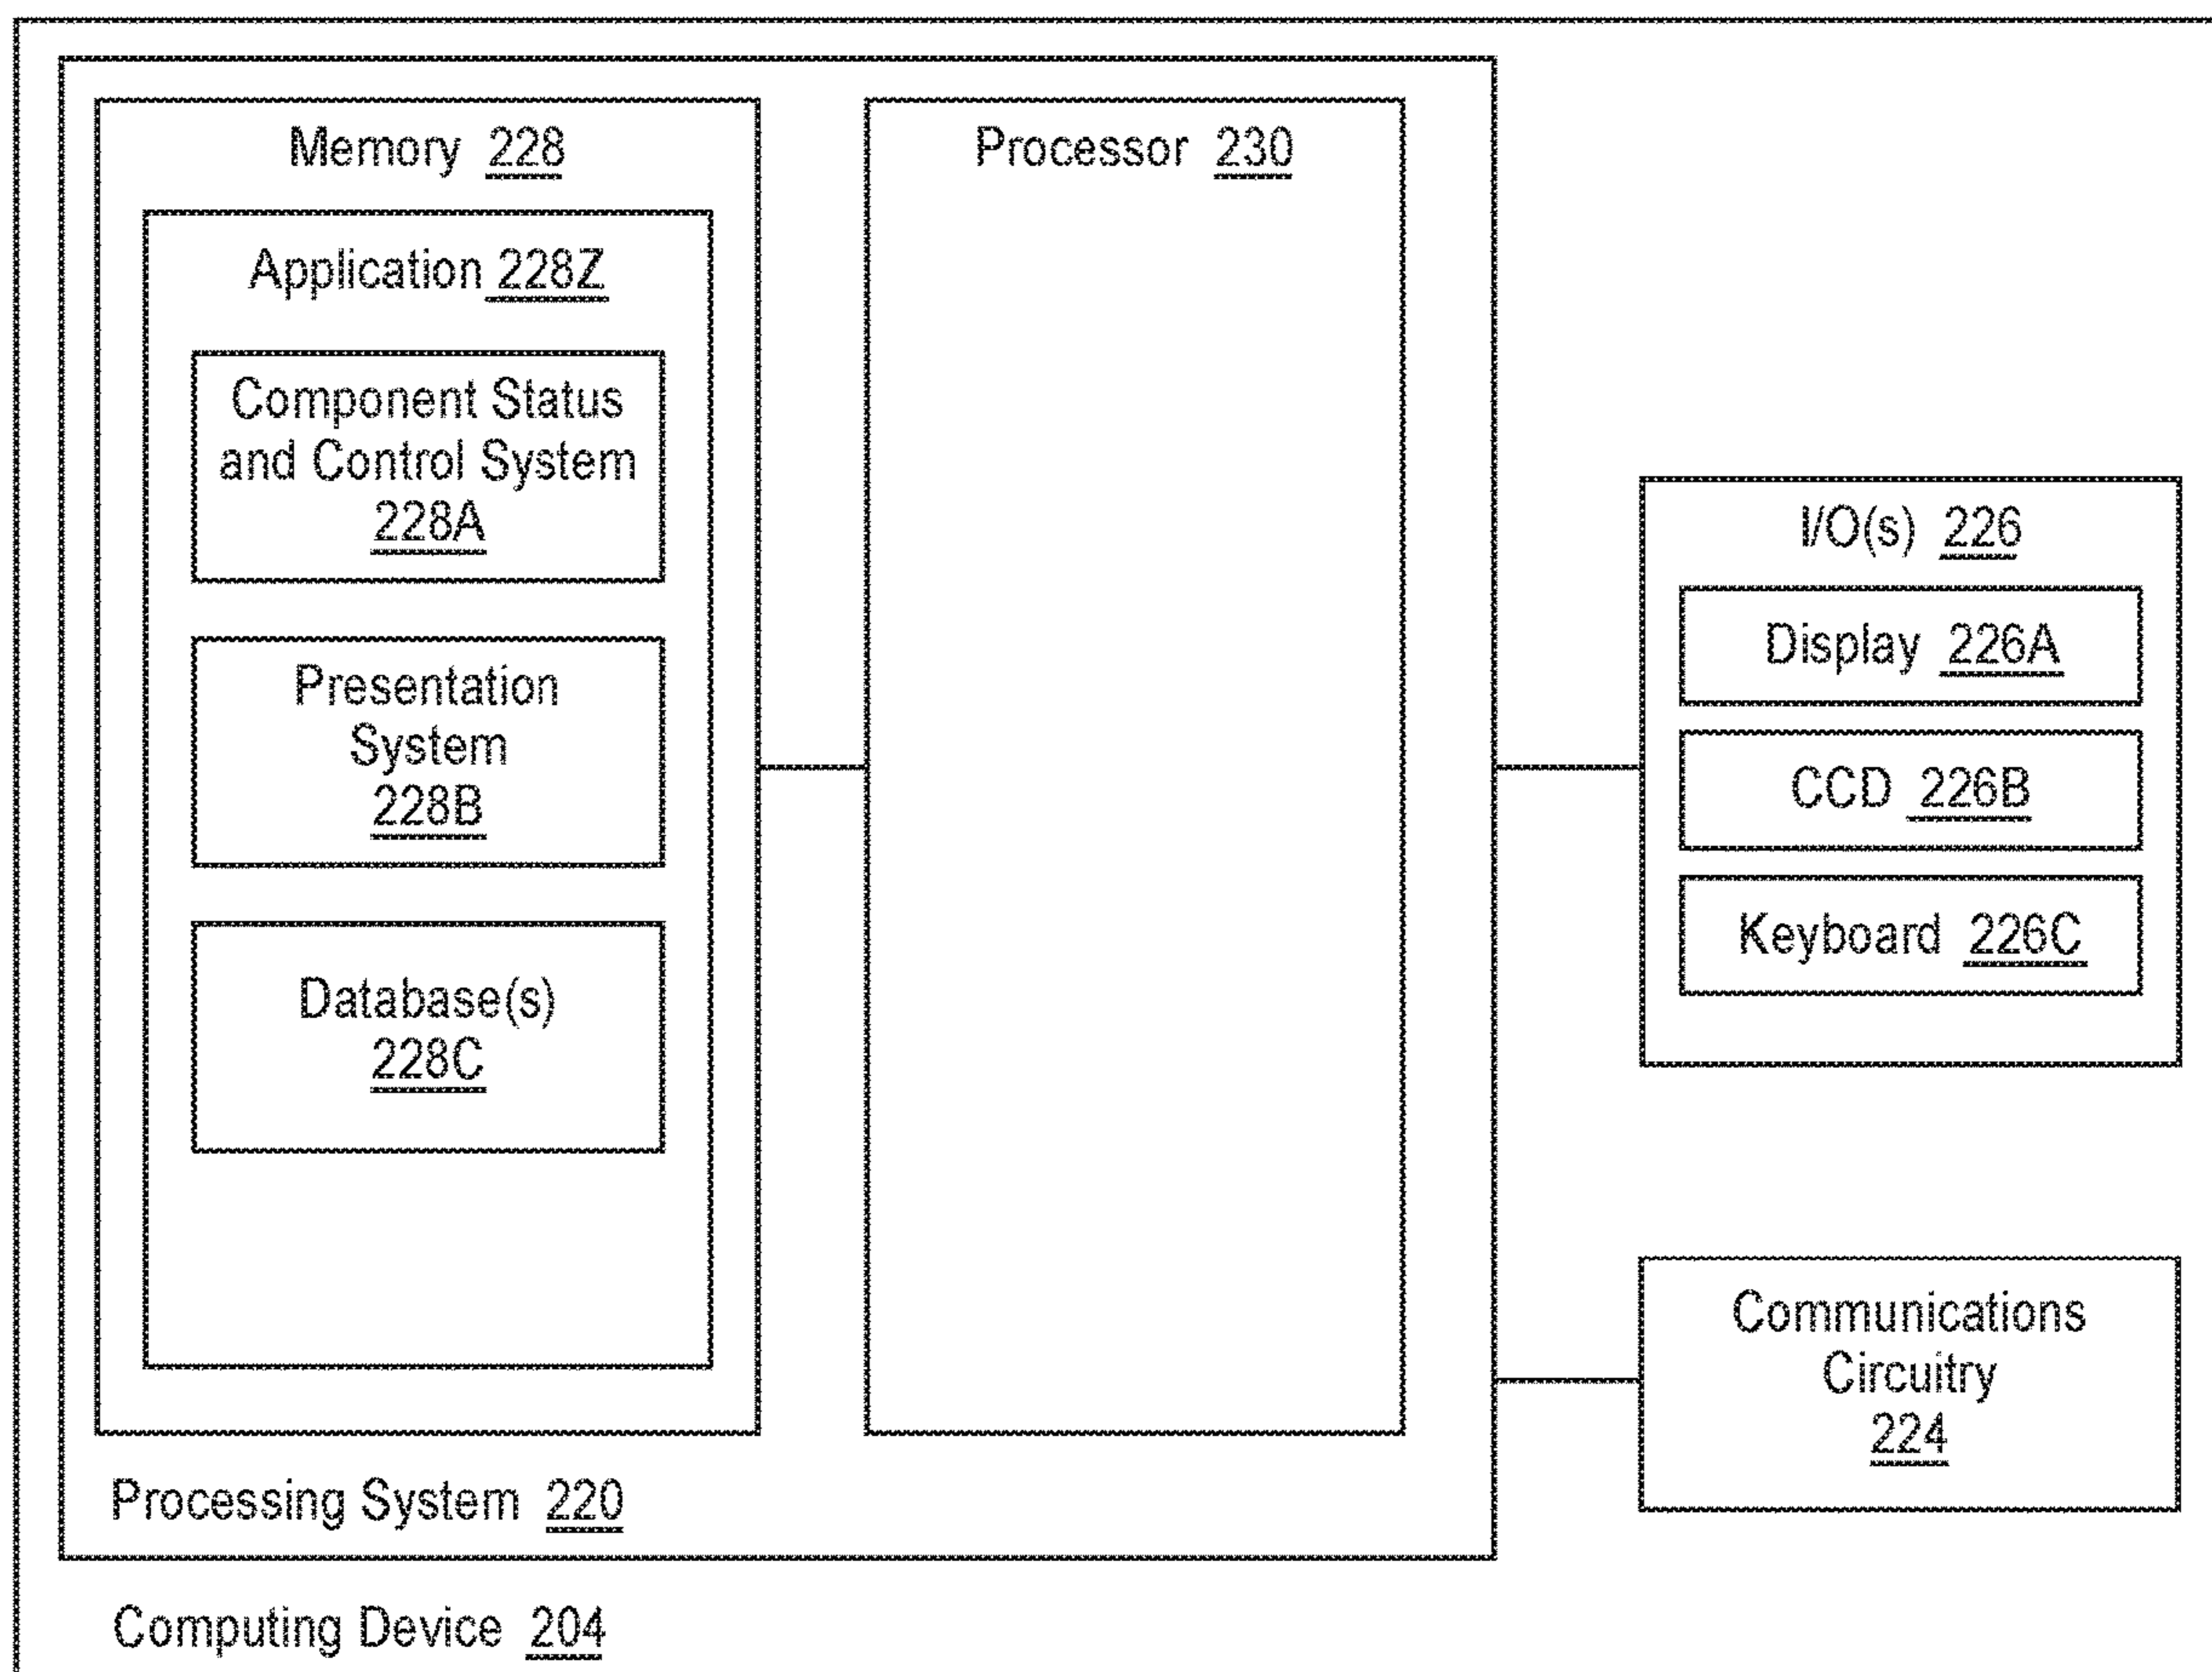 Memory 228
Application 228Z
Component Status
and Control System
228A
Presentation
System
228B
Database(s)
228C
Processor 230
Processing System 220
Computing Device 204
I/O(s) 226
Display 226A
CCD 226B
Keyboard 226C
Communications
Circuitry
224